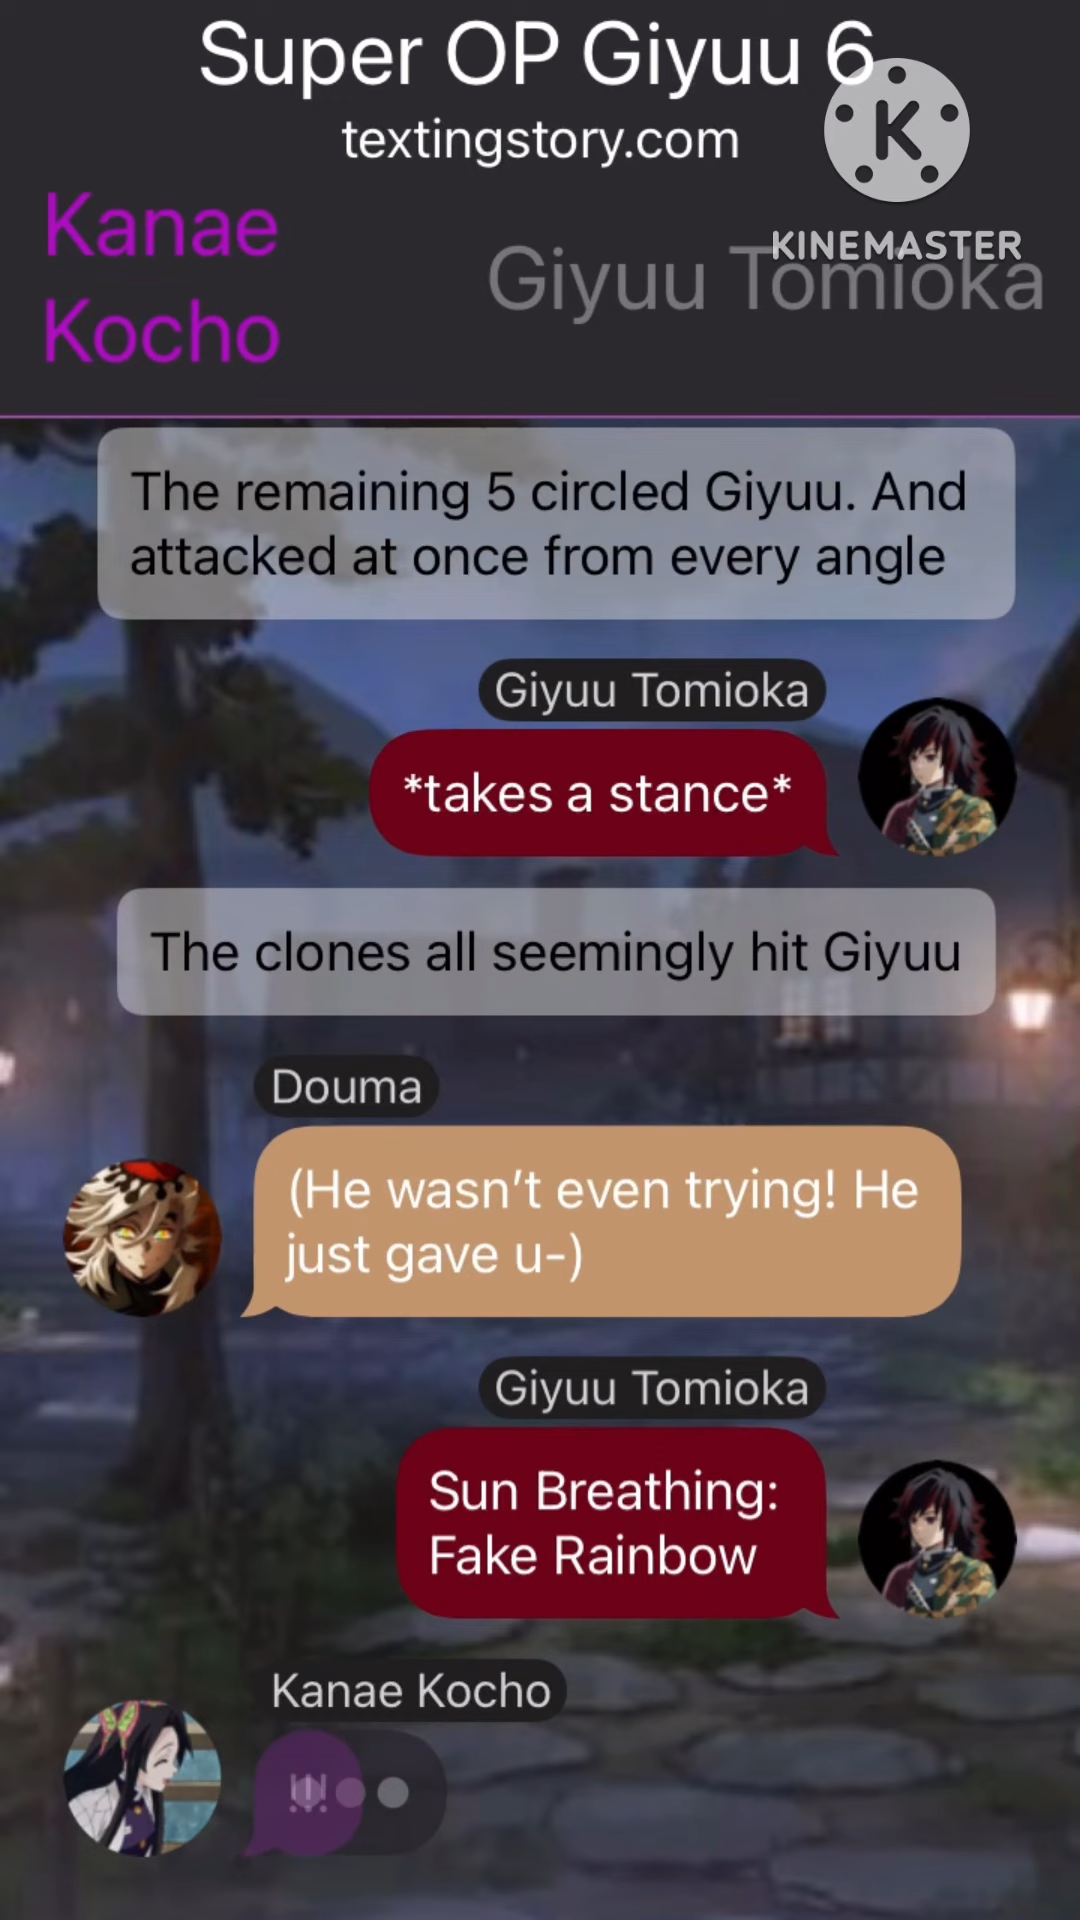 Super OP Giyuu 6
textingstory.com
K
KINEMASTER
Kanae
Kocho
Giyuu Tomioka
The remaining 5 circled Giyuu. And
attacked at once from every angle
Giyuu Tomioka
*takes a stance*
The clones all seemingly hit Giyuu
Douma
(He wasn’t even trying! He
just gave u-)
Giyuu Tomioka
Sun Breathing:
Fake Rainbow
Kanae Kocho
!!!